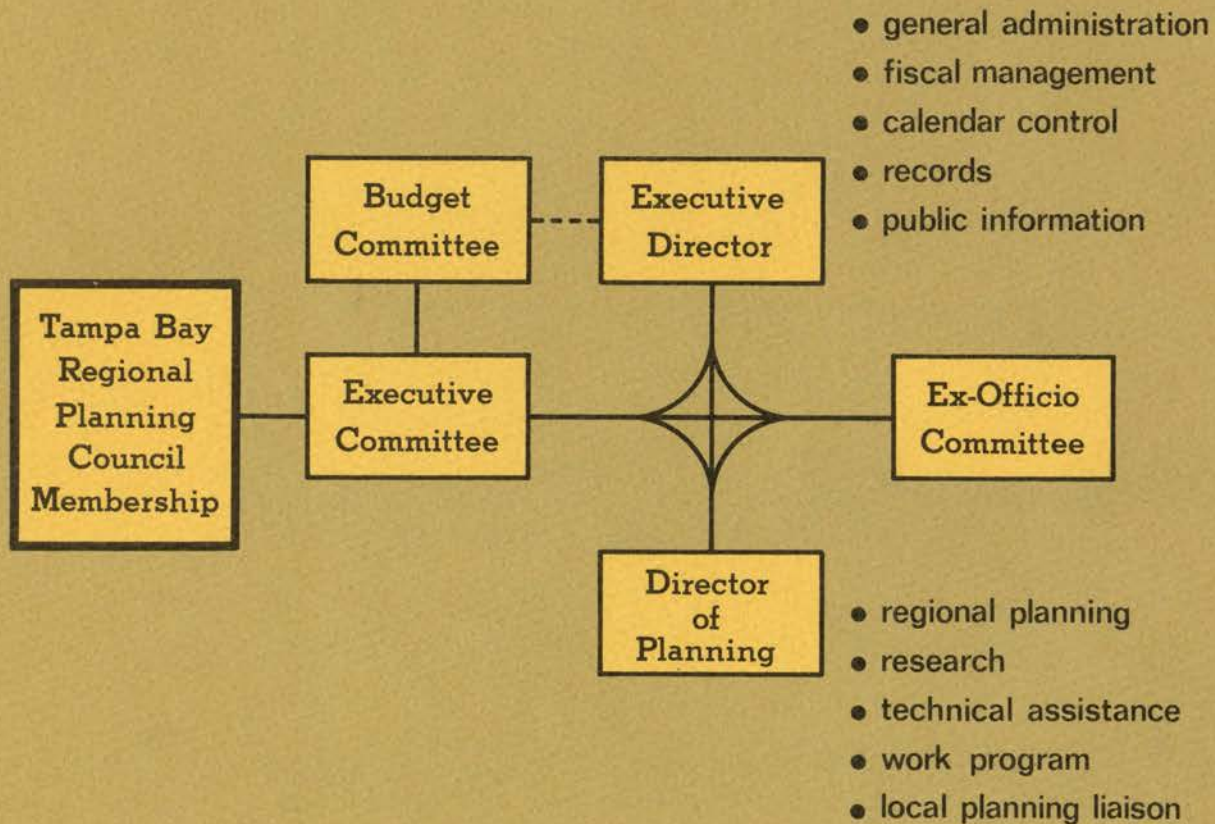 • general administration
• fiscal management
• calendar control
• records
• public information
Budget
Committee
Executive
Director
Tampa Bay
Regional
Planning
Council
Membership
Executive
Committee
Ex-Officio
Committee
Director
of
Planning
• regional planning
• research
• technical assistance
• work program
• local planning liaison